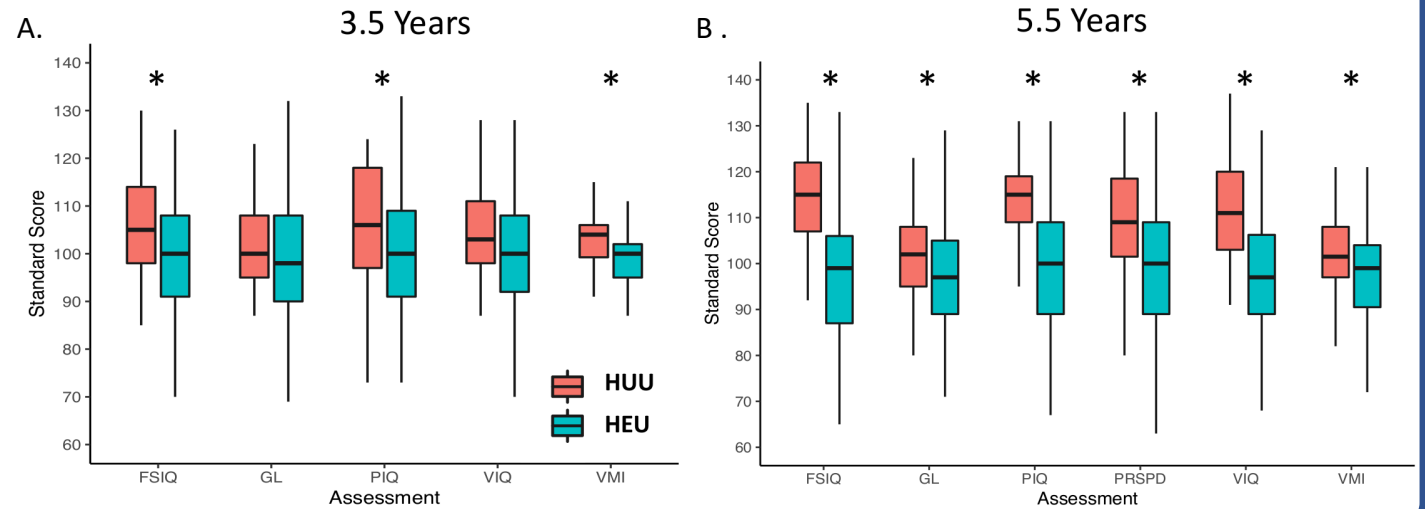 A.
3.5 Years
140
130
120
110
100
90
80
70
60
Standard Score
* * *
HUU
HEU
FSIQ GL PIQ VIQ VMI
Assessment
B .
5.5 Years
140
130
120
110
100
90
80
70
60
Standard Score
* * * * * *
FSIQ GL PIQ PRSPD VIQ VMI
Assessment